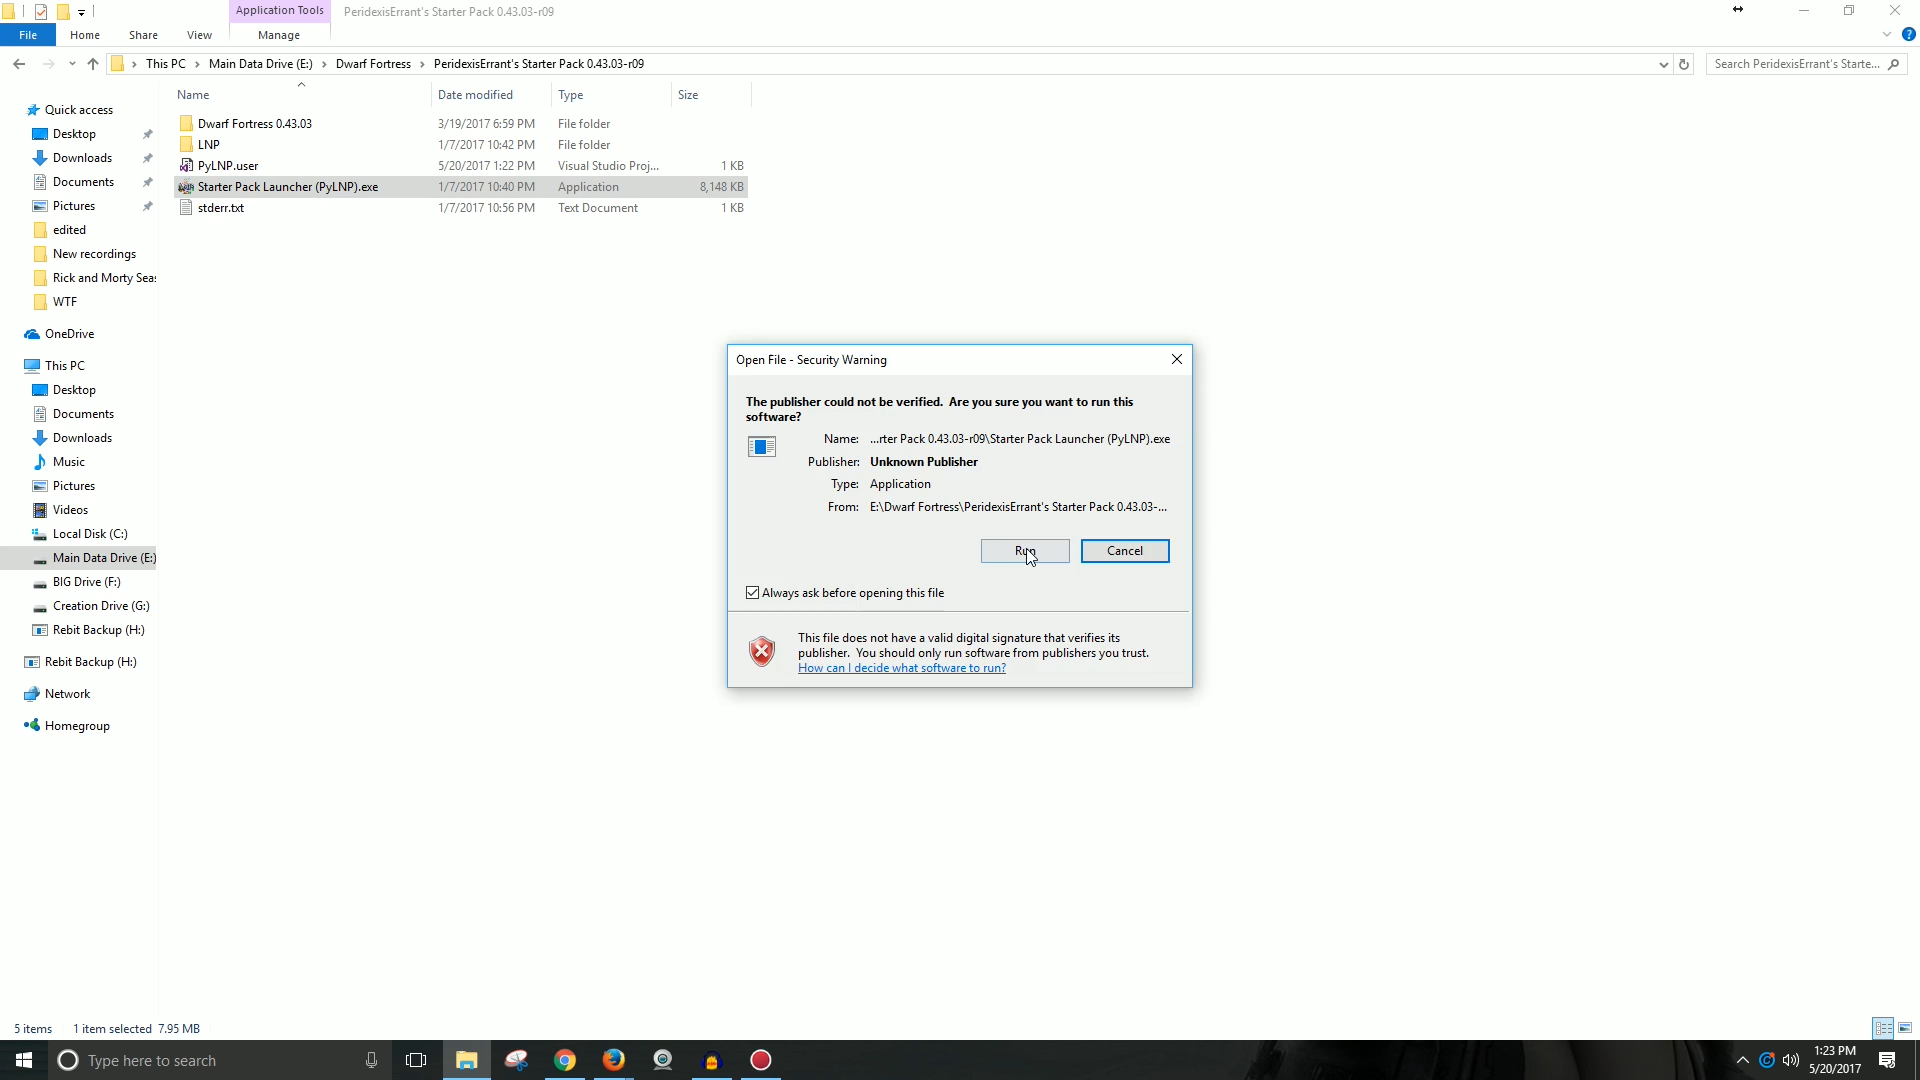 Application Tools
PeridexisErrant's Starter Pack 0.43.03-r09
File
Home
Share
View
Manage
This PC
Main Data Drive (E:)
Dwarf Fortress
PeridexisErrant's Starter Pack 0.43.03-r09
Search PeridexisErrant's Starte...
Name
Date modified
Type
Size
Dwarf Fortress 0.43.03 3/19/2017 6:59 PM File folder
LNP 1/7/2017 10:42 PM File folder
PyLNP.user 5/20/2017 1:22 PM Visual Studio Proj... 1 KB
Starter Pack Launcher (PyLNP).exe 1/7/2017 10:40 PM Application 8,148 KB
stderr.txt 1/7/2017 10:56 PM Text Document 1 KB
Quick access
Desktop
Downloads
Documents
Pictures
edited
New recordings
Rick and Morty Seas
WTF
OneDrive
This PC
Desktop
Documents
Downloads
Music
Pictures
Videos
Local Disk (C:)
Main Data Drive (E:)
BIG Drive (F:)
Creation Drive (G:)
Rebit Backup (H:)
Rebit Backup (H:)
Network
Homegroup
Open File - Security Warning
The publisher could not be verified. Are you sure you want to run this
software?
Name: ...rter Pack 0.43.03-r09\Starter Pack Launcher (PyLNP).exe
Publisher: Unknown Publisher
Type: Application
From: E:\Dwarf Fortress\PeridexisErrant's Starter Pack 0.43.03-...
Run
Cancel
Always ask before opening this file
This file does not have a valid digital signature that verifies its
publisher. You should only run software from publishers you trust.
How can I decide what software to run?
5 items
1 item selected 7.95 MB
Type here to search
1:23 PM
5/20/2017